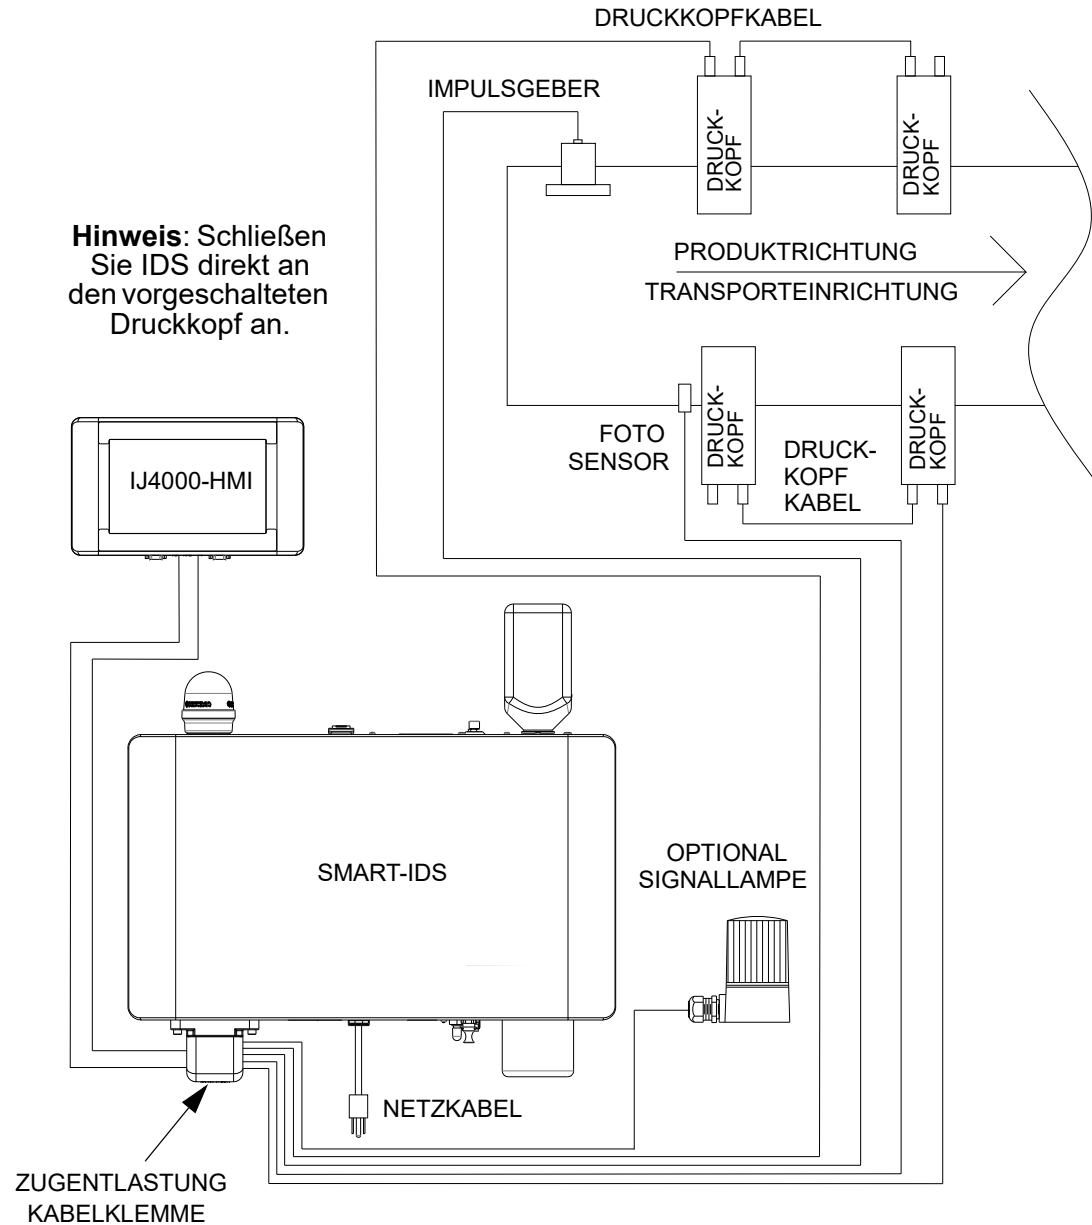 DRUCKKOPFKABEL
IMPULSGEBER
DRUCK-
KOPF
DRUCK-
KOPF
Hinweis: Schließen
Sie IDS direkt an
den vorgeschalteten
Druckkopf an.
PRODUKTRICHTUNG
TRANSPORTEINRICHTUNG
DRUCK-
KOPF
DRUCK-
KOPF
FOTO
SENSOR
DRUCK-
KOPF
KABEL
IJ4000-HMI
SMART-IDS
OPTIONAL
SIGNALLAMPE
NETZKABEL
ZUGENTLASTUNG
KABELKLEMME